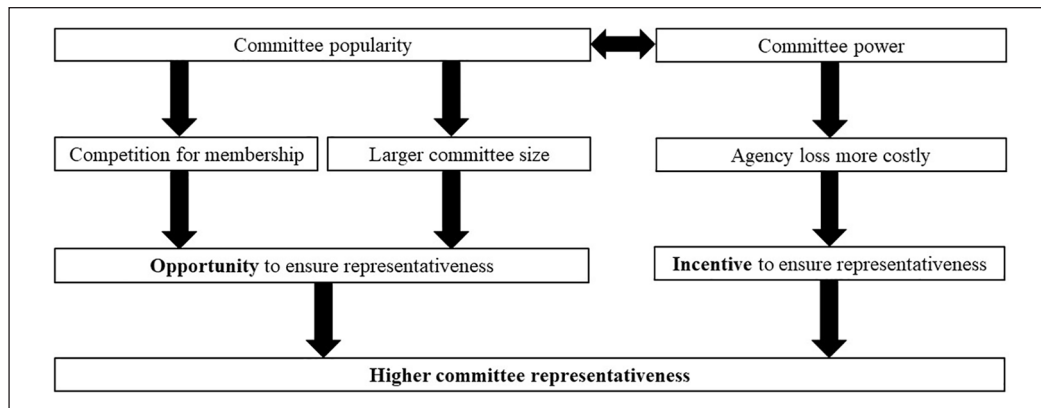 Committee popularity
Committee power
Competition for membership
Larger committee size
Agency loss more costly
Opportunity to ensure representativeness
Incentive to ensure representativeness
Higher committee representativeness